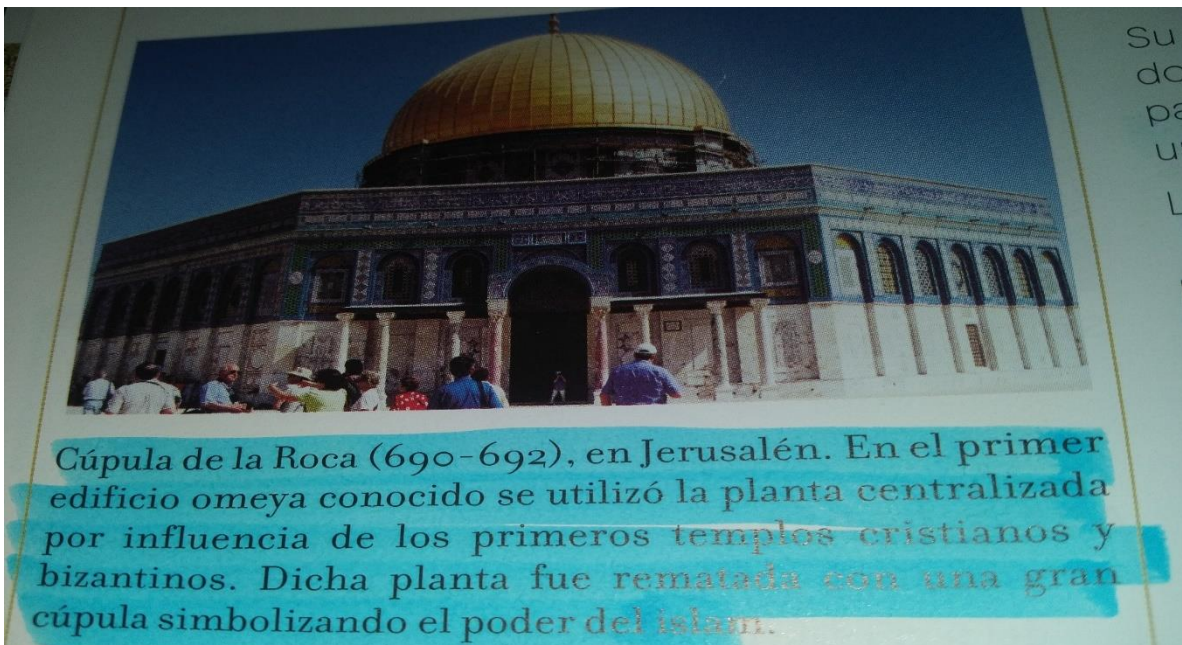 Su
Cúpula de la Roca (690-692), en Jerusalén. En el primer
edificio omeya conocido se utilizó la planta centralizada
por influencia de los primeros templos cristianos y
bizantinos. Dicha planta fue rematada con una gran
cúpula simbolizando el poder del islam.